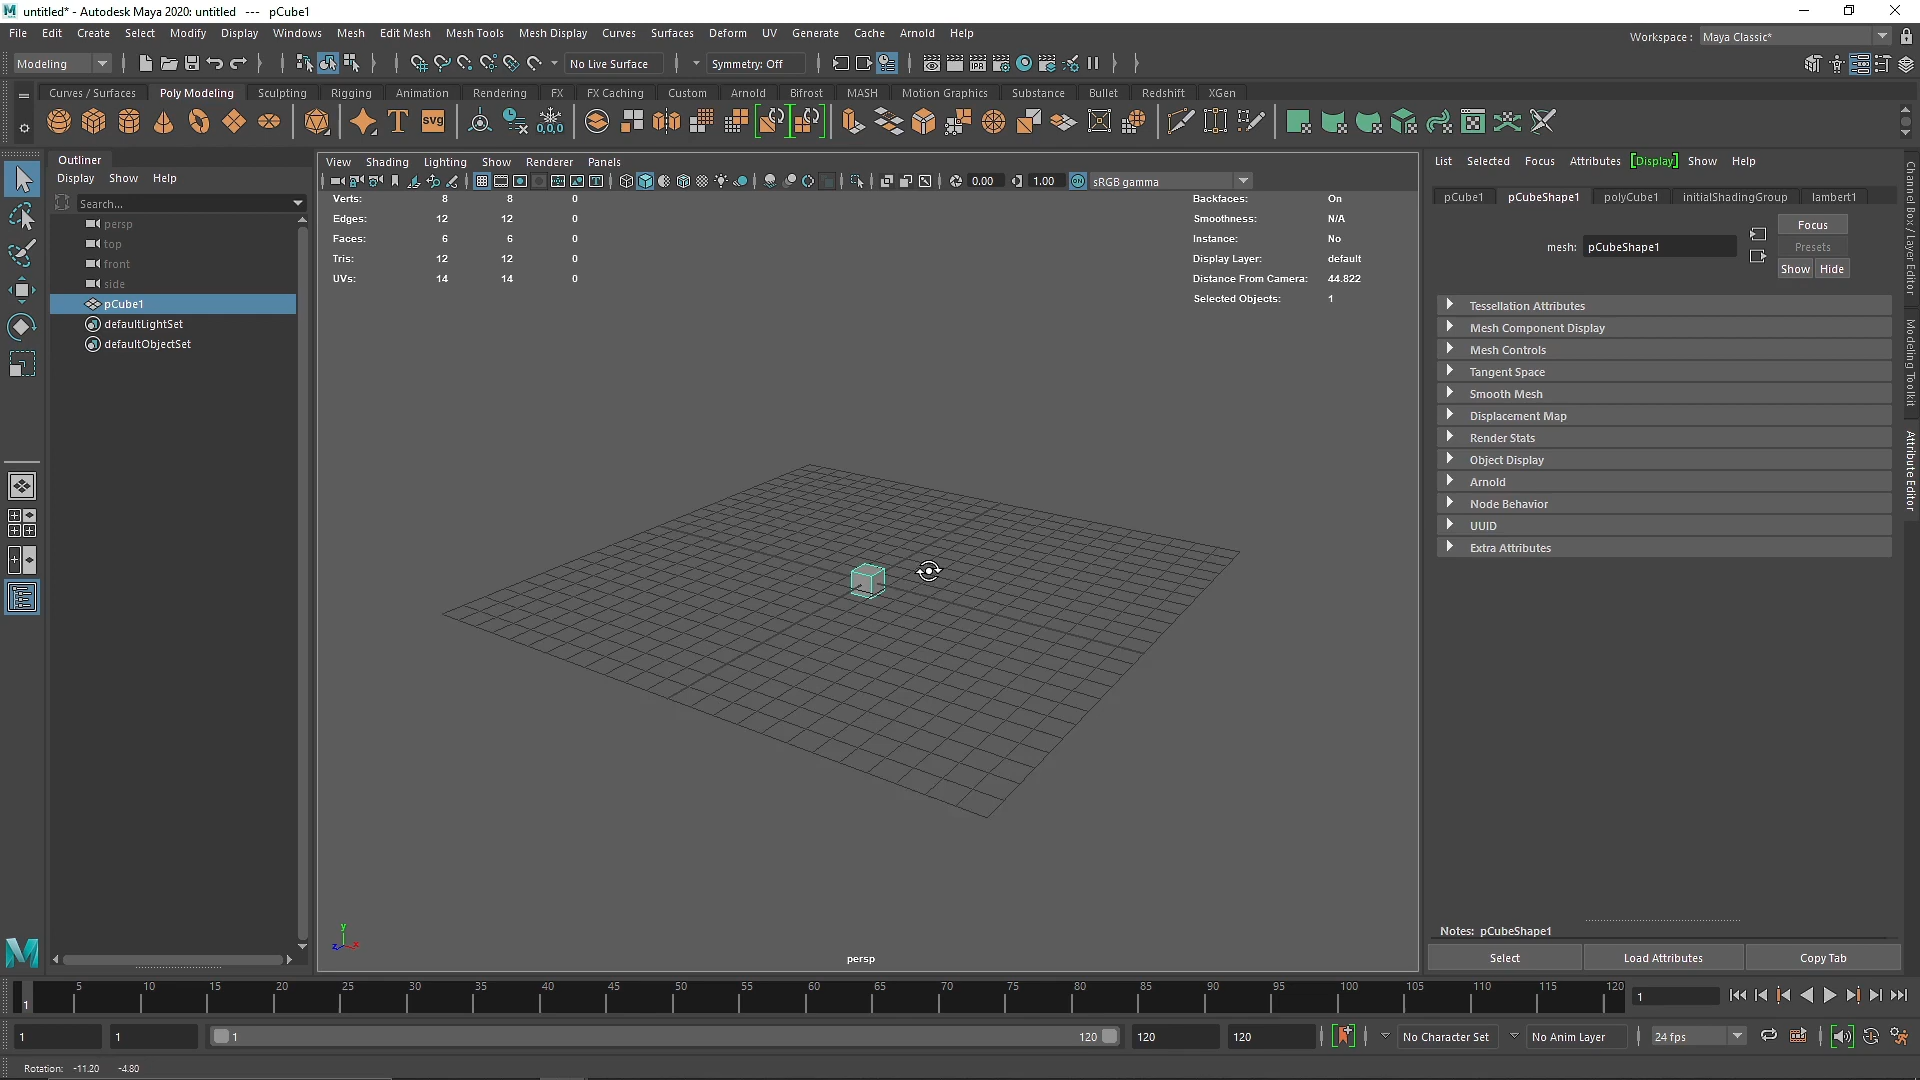 untitled* - Autodesk Maya 2020: untitled --- pCube1
File Edit Create Select Modify Display Windows Mesh Edit Mesh Mesh Tools Mesh Display Curves Surfaces Deform UV Generate Cache Arnold Help
Workspace : Maya Classic*
Modeling No Live Surface Symmetry: Off
Curves / Surfaces Poly Modeling Sculpting Rigging Animation Rendering FX FX Caching Custom Arnold Bifrost MASH Motion Graphics Substance Bullet Redshift XGen
T SVG 0,0,0
Outliner
Display Show Help
Search...
persp
top
front
side
pCube1
defaultLightSet
defaultObjectSet
View Shading Lighting Show Renderer Panels
0.00 1.00 ON sRGB gamma
Verts: 8 8 0
Edges: 12 12 0
Faces: 6 6 0
Tris: 12 12 0
UVs: 14 14 0
Backfaces: On
Smoothness: N/A
Instance: No
Display Layer: default
Distance From Camera: 44.822
Selected Objects: 1
y
z x
persp
List Selected Focus Attributes [Display] Show Help
pCube1 pCubeShape1 polyCube1 initialShadingGroup lambert1
Focus
mesh: pCubeShape1
Presets
Show Hide
Tessellation Attributes
Mesh Component Display
Mesh Controls
Tangent Space
Smooth Mesh
Displacement Map
Render Stats
Object Display
Arnold
Node Behavior
UUID
Extra Attributes
Notes: pCubeShape1
Select Load Attributes Copy Tab
Channel Box / Layer Editor
Modeling Toolkit
Attribute Editor
1 5 10 15 20 25 30 35 40 45 50 55 60 65 70 75 80 85 90 95 100 105 110 115 120
1
1 1 1 120 120 120 No Character Set No Anim Layer 24 fps
Rotation: -11.20 -4.80